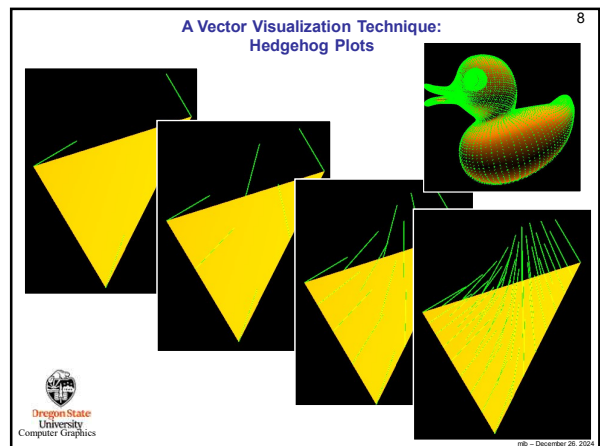 8
A Vector Visualization Technique:
Hedgehog Plots
Oregon State
University
Computer Graphics
mjb – December 26, 2024